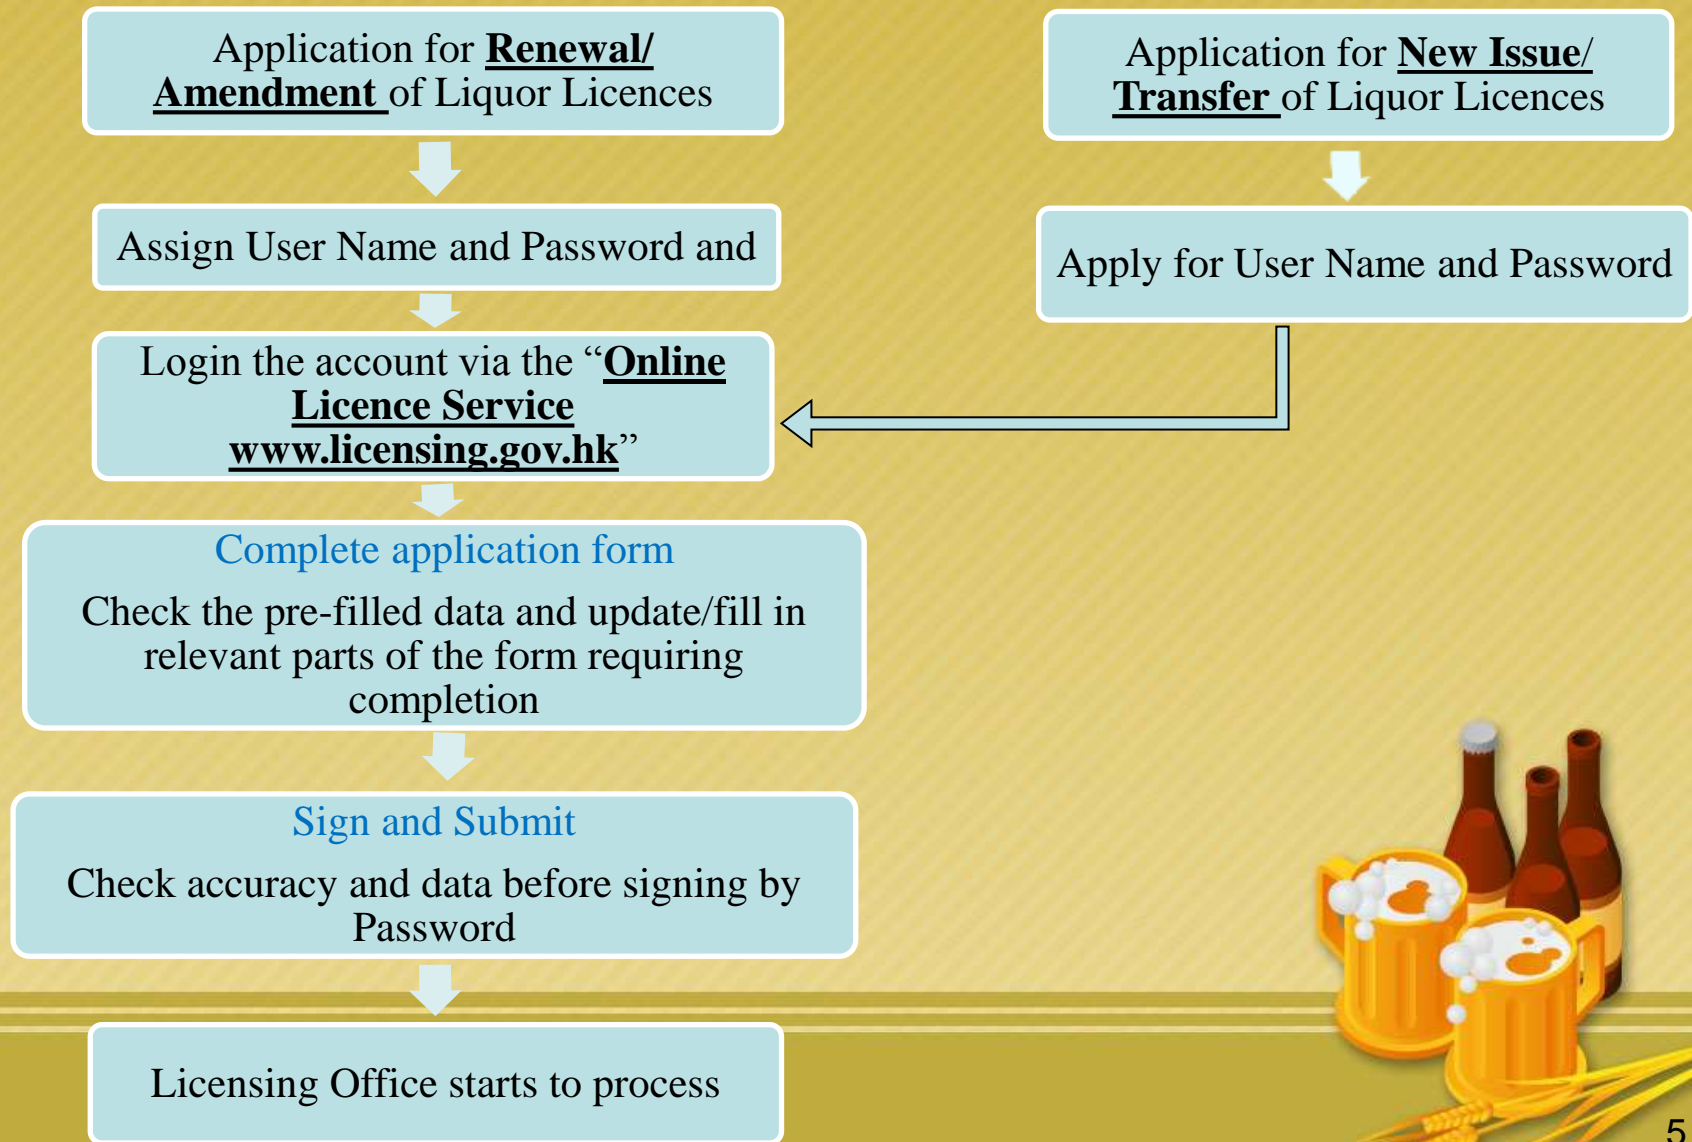 Application for Renewal/
Amendment of Liquor Licences
Assign User Name and Password and
Login the account via the “Online
Licence Service
www.licensing.gov.hk”
Complete application form
Check the pre-filled data and update/fill in
relevant parts of the form requiring
completion
Sign and Submit
Check accuracy and data before signing by
Password
Licensing Office starts to process
Application for New Issue/
Transfer of Liquor Licences
Apply for User Name and Password
5